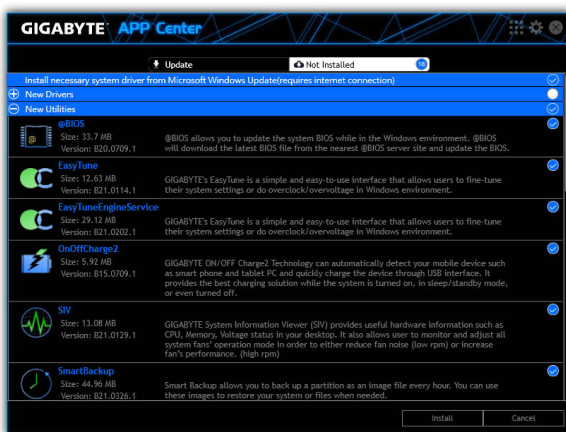 GIGABYTE APP Center
Update
Not Installed 18
Install necessary system driver from Microsoft Windows Update(requires internet connection)
New Drivers
New Utilities
@BIOS
Size: 33.7 MB
Version: B20.0709.1
@BIOS allows you to update the system BIOS while in the Windows environment. @BIOS
will download the latest BIOS file from the nearest @BIOS server site and update the BIOS.
EasyTune
Size: 12.63 MB
Version: B21.0114.1
GIGABYTE's EasyTune is a simple and easy-to-use interface that allows users to fine-tune
their system settings or do overclock/overvoltage in Windows environment.
EasyTuneEngineService
Size: 29.12 MB
Version: B21.0202.1
GIGABYTE's EasyTune is a simple and easy-to-use interface that allows users to fine-tune
their system settings or do overclock/overvoltage in Windows environment.
OnOffCharge2
Size: 5.92 MB
Version: B15.0709.1
GIGABYTE ON/OFF Charge2 Technology can automatically detect your mobile device such
as smart phone and tablet PC and quickly charge the device through USB interface. It
provides the best charging solution while the system is turned on, in sleep/standby mode,
or even turned off.
SIV
Size: 13.08 MB
Version: B21.0129.1
GIGABYTE System Information Viewer (SIV) provides useful hardware information such as
CPU, Memory, Voltage status in your desktop. It also allows user to monitor and adjust all
system fans' operation mode in order to either reduce fan noise (low rpm) or increase
fan's performance. (high rpm)
SmartBackup
Size: 44.96 MB
Version: B21.0326.1
Smart Backup allows you to back up a partition as an image file every hour. You can use
these images to restore your system or files when needed.
Install
Cancel